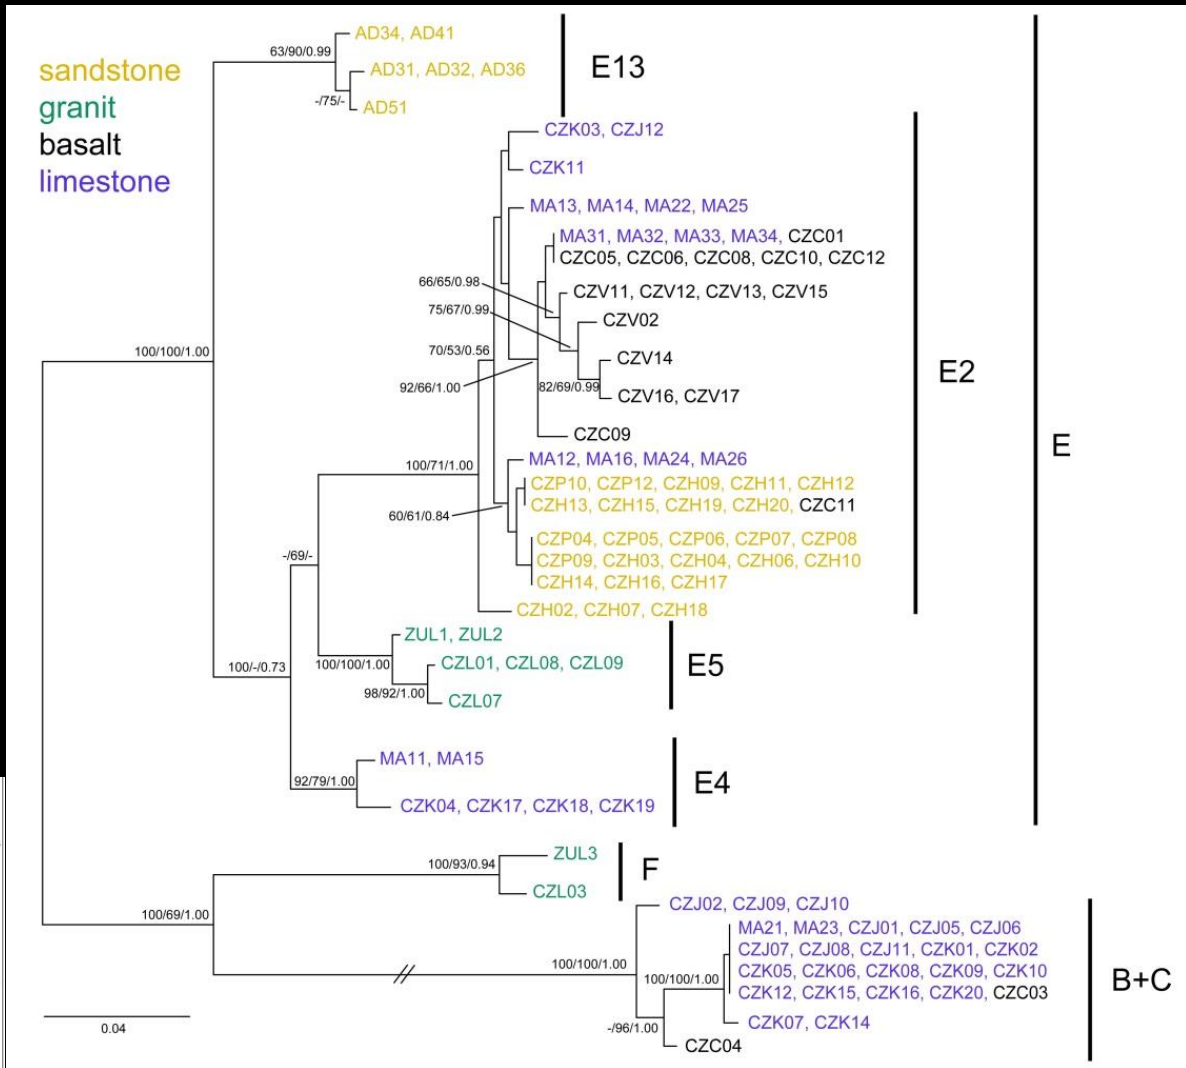 AD34, AD41
63/90/0.99
sandstone
AD31, AD32, AD36
E13
-/75/-
AD51
granit
basalt
limestone
CZK03, CZJ12
CZK11
MA13, MA14, MA22, MA25
MA31, MA32, MA33, MA34, CZC01
CZC05, CZC06, CZC08, CZC10, CZC12
66/65/0.98
CZV11, CZV12, CZV13, CZV15
75/67/0.99
CZV02
100/100/1.00
70/53/0.56
CZV14
E2
92/66/1.00
82/69/0.99
CZV16, CZV17
CZC09
E
100/71/1.00
MA12, MA16, MA24, MA26
CZP10, CZP12, CZH09, CZH11, CZH12
CZH13, CZH15, CZH19, CZH20, CZC11
60/61/0.84
CZP04, CZP05, CZP06, CZP07, CZP08
CZP09, CZH03, CZH04, CZH06, CZH10
CZH14, CZH16, CZH17
-/69/-
CZH02, CZH07, CZH18
ZUL1, ZUL2
100/100/1.00
CZL01, CZL08, CZL09
E5
100/-/0.73
98/92/1.00
CZL07
MA11, MA15
92/79/1.00
E4
CZK04, CZK17, CZK18, CZK19
ZUL3
100/93/0.94
F
CZL03
100/69/1.00
CZJ02, CZJ09, CZJ10
MA21, MA23, CZJ01, CZJ05, CZJ06
CZJ07, CZJ08, CZJ11, CZK01, CZK02
100/100/1.00
CZK05, CZK06, CZK08, CZK09, CZK10
100/100/1.00
B+C
CZK12, CZK15, CZK16, CZK20, CZC03
CZK07, CZK14
-/96/1.00
0.04
CZC04